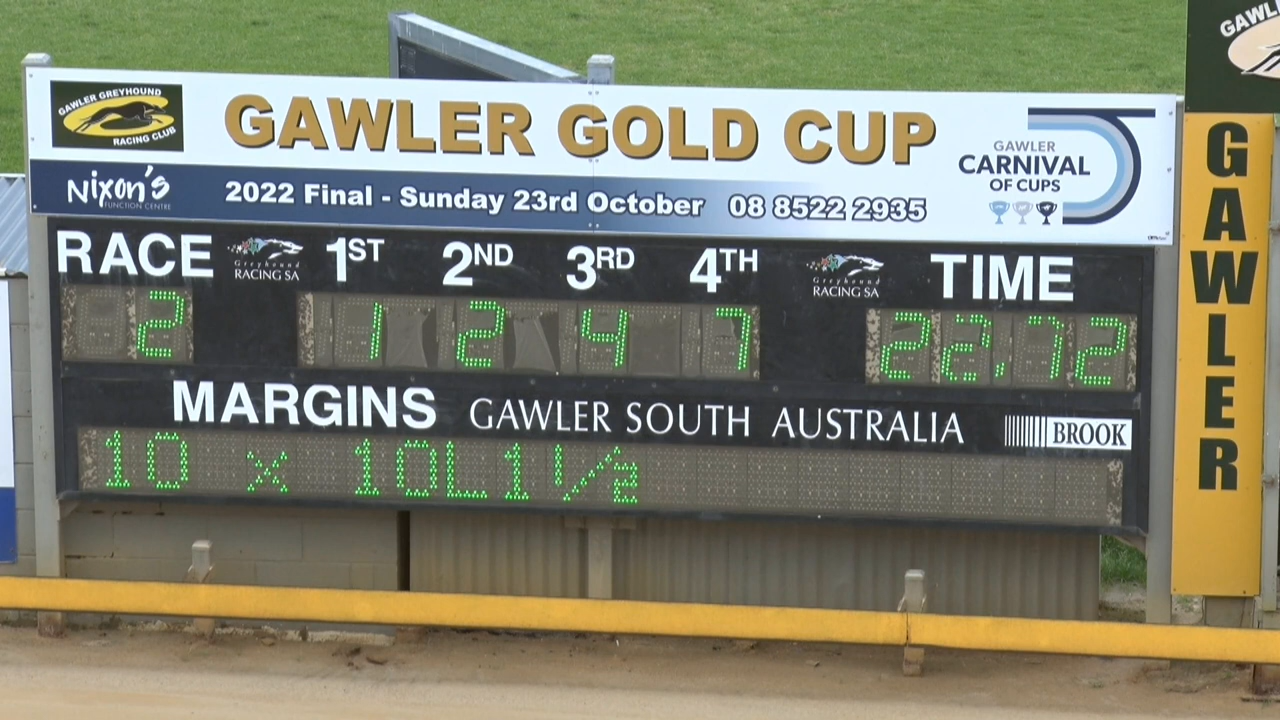 GAWLER GREYHOUND RACING CLUB
GAWLER GOLD CUP
GAWLER
CARNIVAL
OF CUPS
Nixon's
FUNCTION CENTRE
2022 Final - Sunday 23rd October 08 8522 2935
RACE Greyhound RACING SA 1ST 2ND 3RD 4TH Greyhound RACING SA TIME
2 1 2 4 7 22.72
MARGINS GAWLER SOUTH AUSTRALIA BROOK
10 x 10L 1 1/2
GAWL
GAWLER